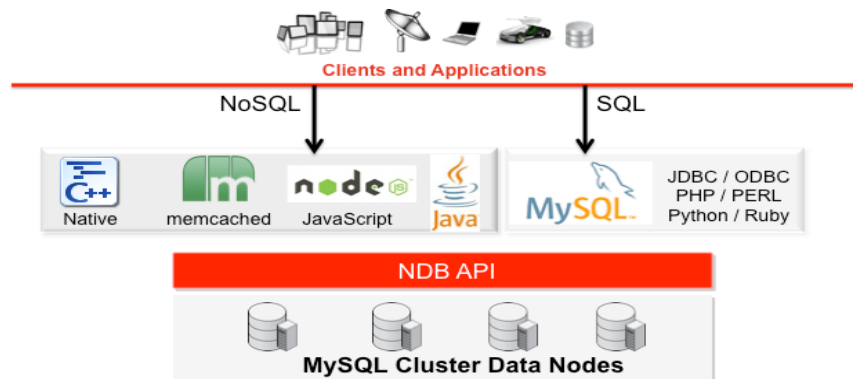 Clients and Applications
NoSQL
SQL
C++
Native
m
memcached
node JS
JavaScript
Java
MySQL™
JDBC / ODBC
PHP / PERL
Python / Ruby
NDB API
MySQL Cluster Data Nodes